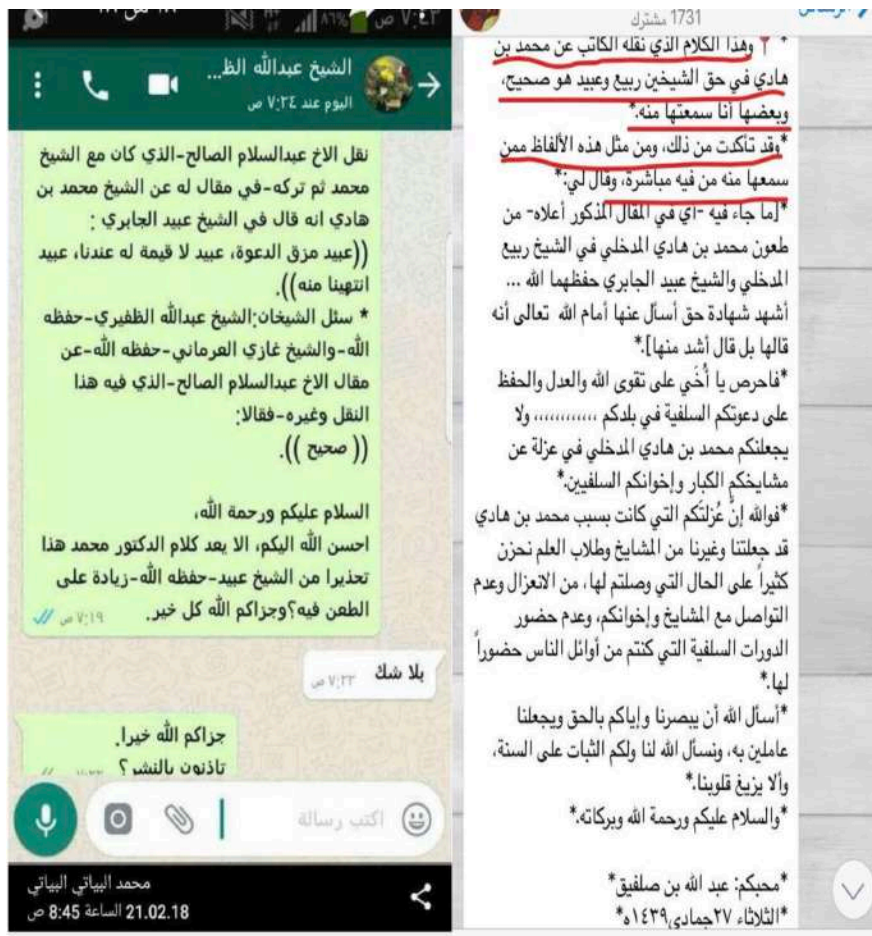 1731 مشترك
* وهذا الكلام الذي نقله الكاتب عن محمد بن
هادي في حق الشيخين ربيع وعبيد هو صحيح،
وبعضها أنا سمعتها منه.*
*وقد تأكدت من ذلك، ومن مثل هذه الألفاظ ممن
سمعها منه من فيه مباشرة، وقال لي:*
*[ما جاء فيه -أي في المقال المذكور أعلاه- من
طعون محمد بن هادي المدخلي في الشيخ ربيع
المدخلي والشيخ عبيد الجابري حفظهما الله ...
أشهد شهادة حق أسأل عنها أمام الله تعالى أنه
قالها بل قال أشد منها].*
*فاحرص يا أُخَي على تقوى الله والعدل والحفظ
على دعوتكم السلفية في بلدكم ............ ولا
يجعلنكم محمد بن هادي المدخلي في عزلة عن
مشايخكم الكبار وإخوانكم السلفيين.*
*فوالله إنَّ عُزلتَكم التي كانت بسبب محمد بن هادي
قد جعلتنا وغيرنا من المشايخ وطلاب العلم نحزن
كثيراً على الحال التي وصلتم لها، من الانعزال وعدم
التواصل مع المشايخ وإخوانكم، وعدم حضور
الدورات السلفية التي كنتم من أوائل الناس حضوراً
لها.*
*أسأل الله أن يبصرنا وإياكم بالحق ويجعلنا
عاملين به، ونسأل الله لنا ولكم الثبات على السنة،
وألا يزيغ قلوبنا.*
*والسلام عليكم ورحمة الله وبركاته.*
*محبكم: عبد الله بن صلفيق*
*الثلاثاء ٢٧جمادى١٤٣٩ه*
٧:٤٣ ص
٨٦%
الشيخ عبدالله الظ...
اليوم عند ٧:٢٤ ص
نقل الاخ عبدالسلام الصالح-الذي كان مع الشيخ
محمد ثم تركه-في مقال له عن الشيخ محمد بن
هادي انه قال في الشيخ عبيد الجابري :
((عبيد مزق الدعوة، عبيد لا قيمة له عندنا، عبيد
انتهينا منه)).
* سئل الشيخان:الشيخ عبدالله الظفيري-حفظه
الله-والشيخ غازي العرماني-حفظه الله-عن
مقال الاخ عبدالسلام الصالح-الذي فيه هذا
النقل وغيره-فقالا:
(( صحيح )).
السلام عليكم ورحمة الله،
احسن الله اليكم، الا يعد كلام الدكتور محمد هذا
تحذيرا من الشيخ عبيد-حفظه الله-زيادة على
الطعن فيه؟وجزاكم الله كل خير.
٧:١٩ ص
بلا شك
٧:٢٣ ص
جزاكم الله خيرا.
تاذنون بالنشر؟
اكتب رسالة
محمد البياتي البياتي
21.02.18 الساعة 8:45 ص